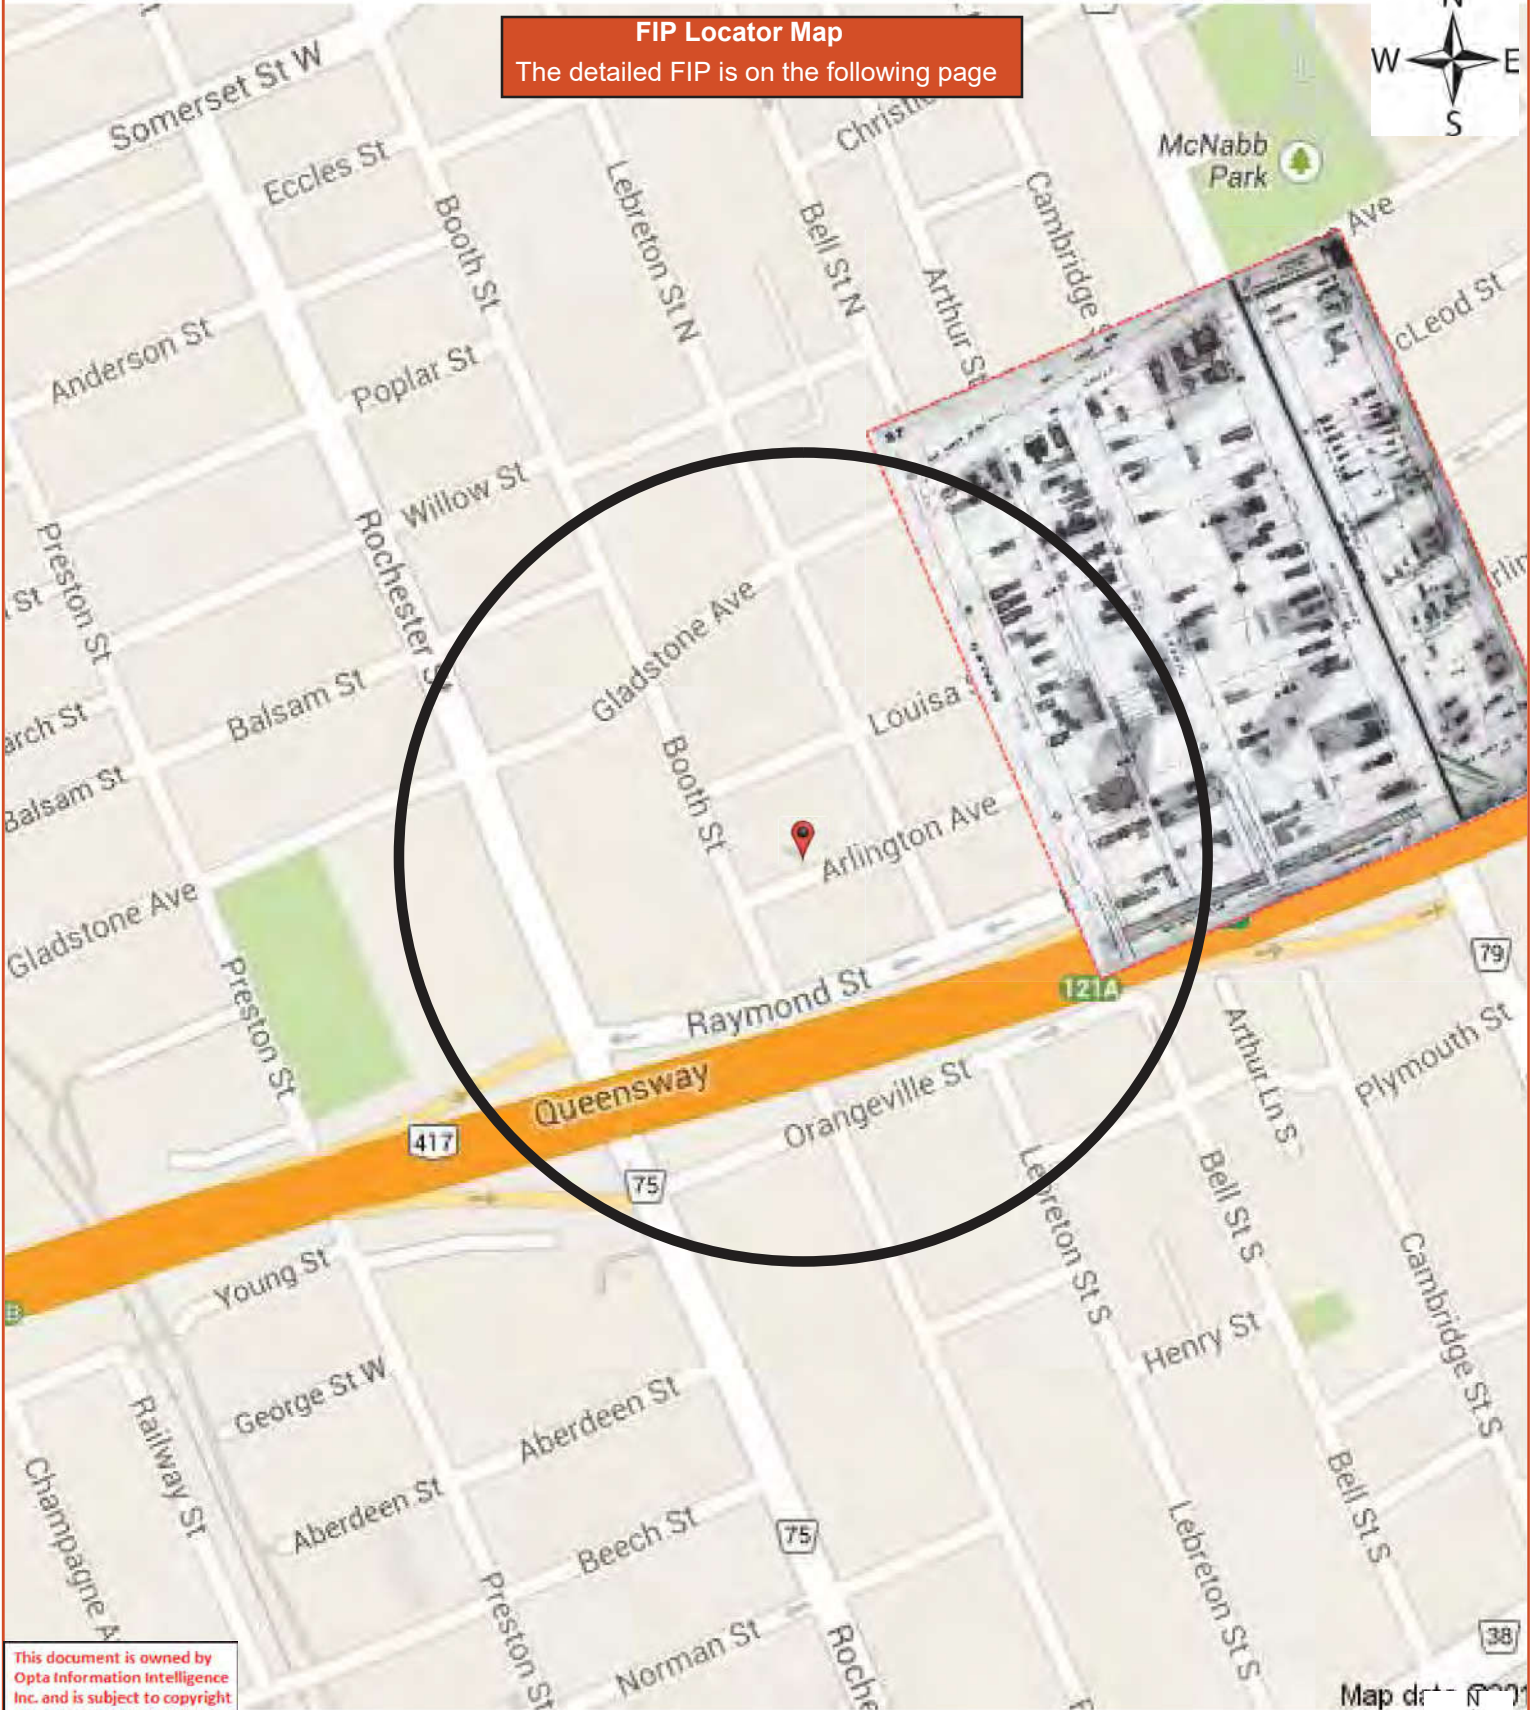 FIP Locator Map
The detailed FIP is on the following page
N
W E
S
Somerset St W
Eccles St
Booth St
Lebreton St N
Bell St N
McNabb
Park
Ave
Anderson St
Poplar St
Arthur St
Cambridge
cLeod St
Willow St
Preston St
Rochester St
St
Balsam St
Gladstone Ave
Louisa
arch St
Balsam St
Booth St
Arlington Ave
Gladstone Ave
Preston St
Raymond St
121A
79
Queensway
417
Orangeville St
Arthur Ln S
Plymouth St
75
Lebreton St S
Bell St S
Young St
Cambridge St S
Henry St
George St W
Aberdeen St
Railway St
Champagne A
Aberdeen St
Beech St
75
Bell St S
Lebreton St S
Preston St
Norman St
Roche
38
This document is owned by
Opta Information Intelligence
Inc. and is subject to copyright
Map
N